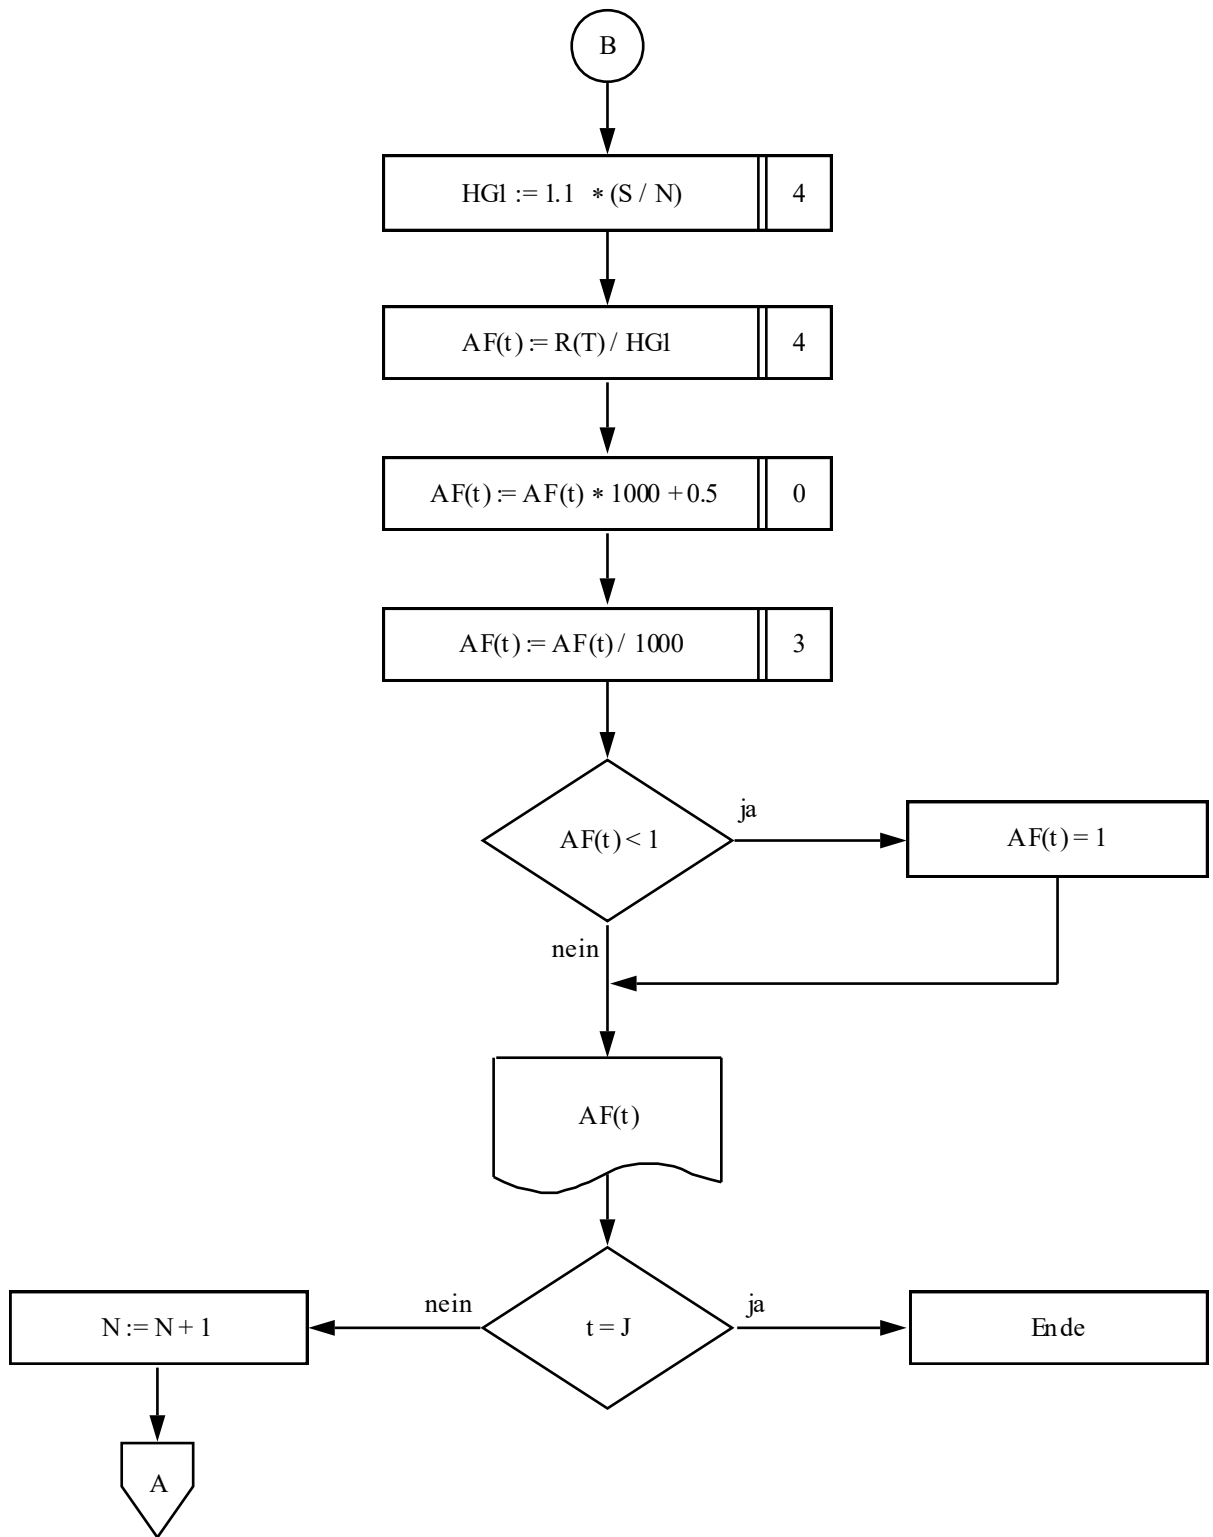 B
HGl := 1.1 * (S / N) 4
AF(t) := R(T) / HGl 4
AF(t) := AF(t) * 1000 + 0.5 0
AF(t) := AF(t) / 1000 3
ja
AF(t) < 1
AF(t) = 1
nein
AF(t)
nein
ja
N := N + 1
t = J
Ende
A